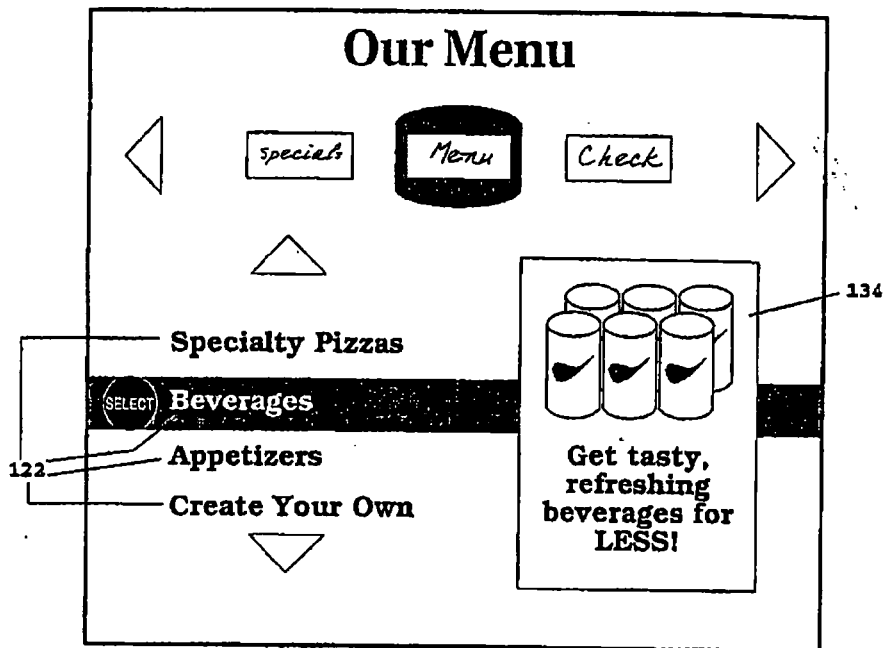 Our Menu
Specials Menu Check
134
Specialty Pizzas
SELECT Beverages
122
Appetizers
Create Your Own
Get tasty,
refreshing
beverages for
LESS!